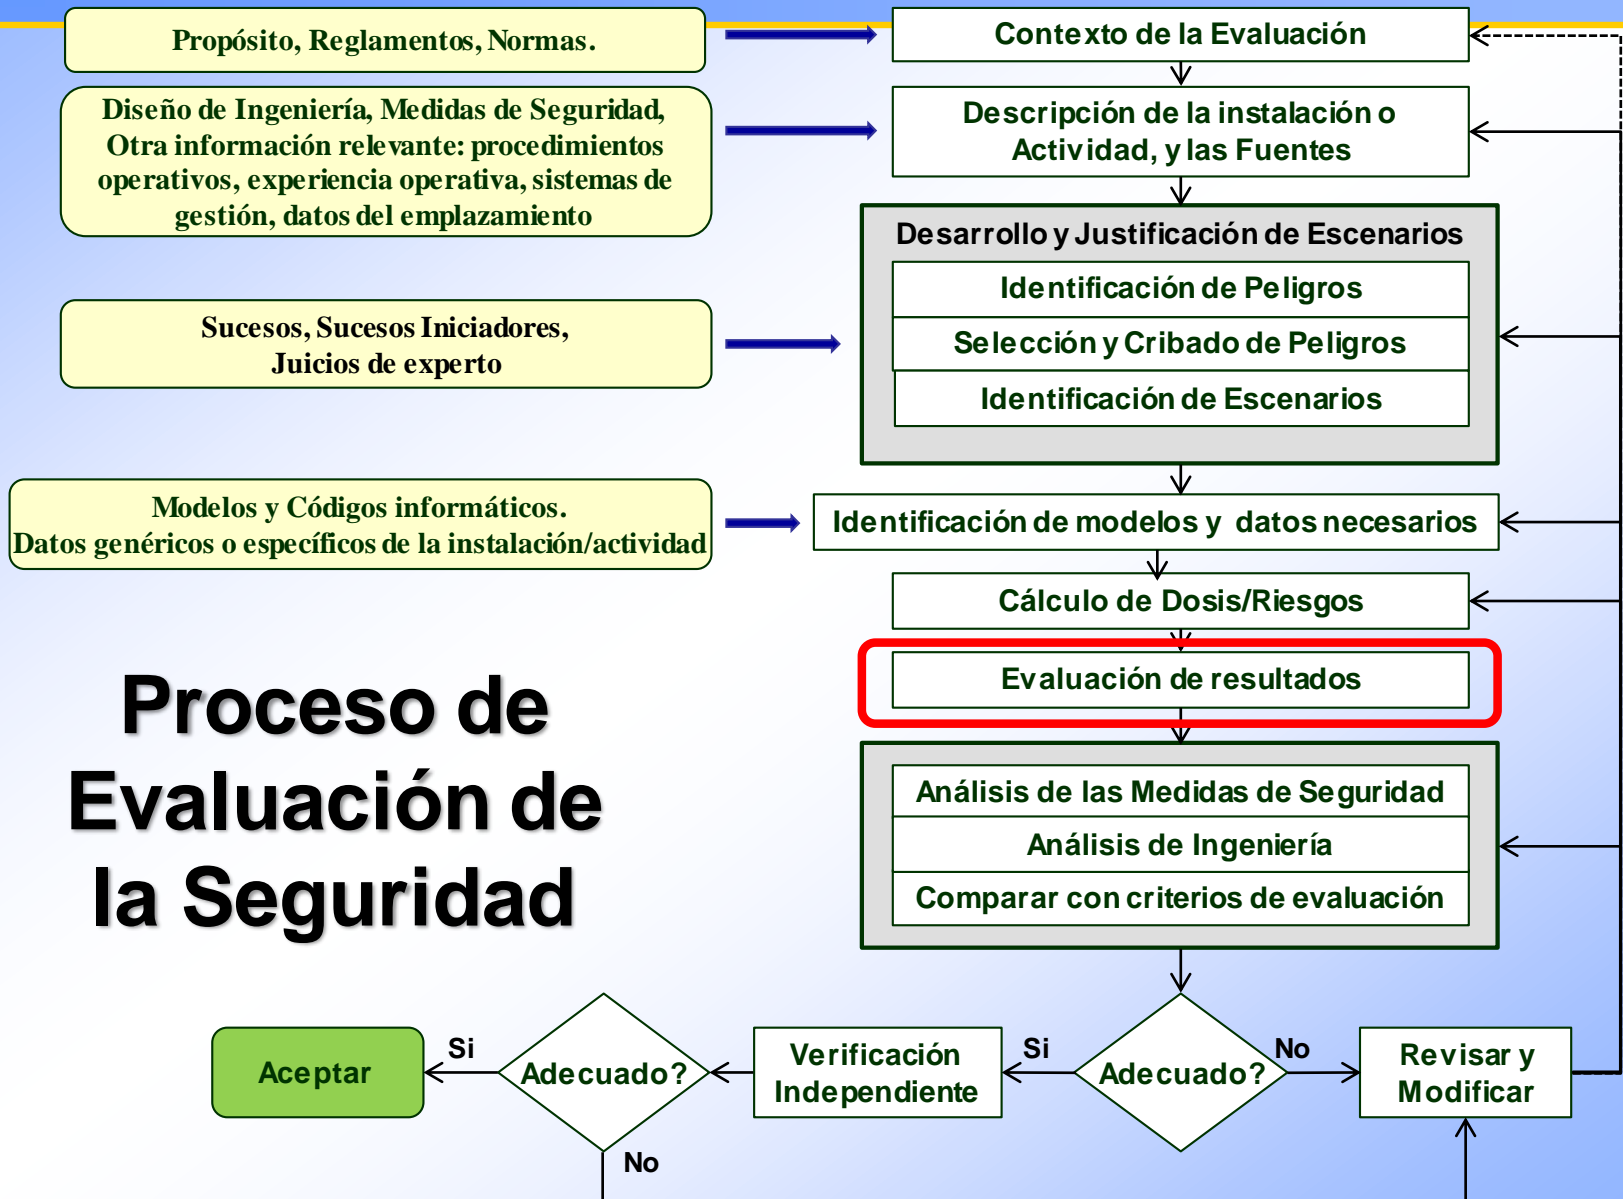 Propósito, Reglamentos, Normas.
Contexto de la Evaluación
Diseño de Ingeniería, Medidas de Seguridad,
Otra información relevante: procedimientos
operativos, experiencia operativa, sistemas de
gestión, datos del emplazamiento
Descripción de la instalación o
Actividad, y las Fuentes
Desarrollo y Justificación de Escenarios
Identificación de Peligros
Selección y Cribado de Peligros
Identificación de Escenarios
Sucesos, Sucesos Iniciadores,
Juicios de experto
Modelos y Códigos informáticos.
Datos genéricos o específicos de la instalación/actividad
Identificación de modelos y datos necesarios
Cálculo de Dosis/Riesgos
Evaluación de resultados
Proceso de
Evaluación de
la Seguridad
Análisis de las Medidas de Seguridad
Análisis de Ingeniería
Comparar con criterios de evaluación
Aceptar
Si
Adecuado?
Verificación
Independiente
Si
Adecuado?
No
Revisar y
Modificar
No